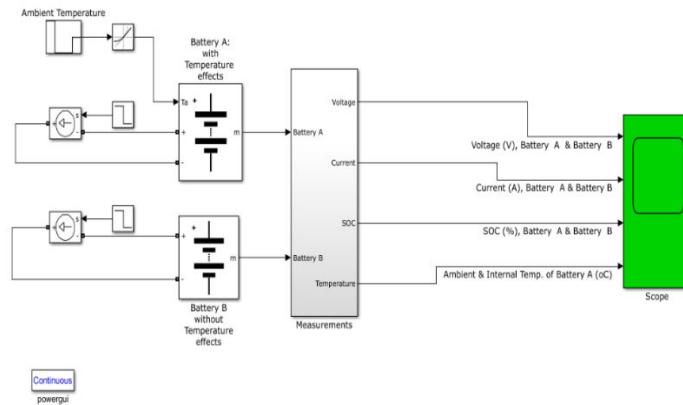 Ambient Temperature
Battery A:
with
Temperature
effects
Ta
+
s
+
-
+
-
m
Battery A
Battery B
Voltage
Current
SOC
Temperature
Measurements
Voltage (V), Battery A & Battery B
Current (A), Battery A & Battery B
SOC (%), Battery A & Battery B
Ambient & Internal Temp. of Battery A (oC)
Scope
s
+
-
+
+
-
m
Battery B
without
Temperature
effects
Continuous
powergui